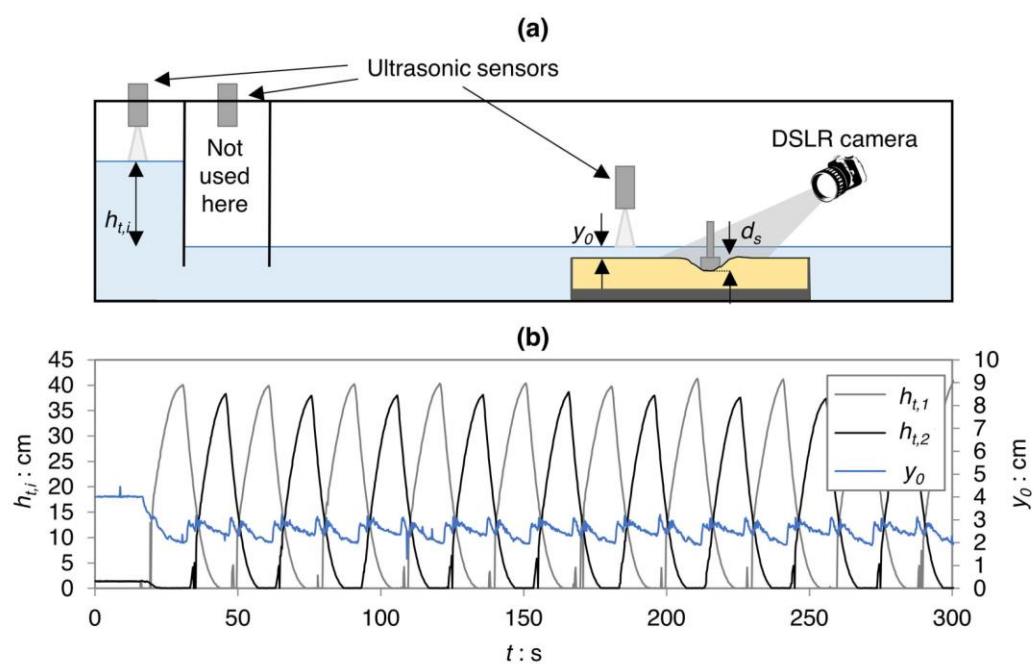 (a)
Ultrasonic sensors
DSLR camera
Not
used
here
h_{t,i}
y_0
d_s
(b)
h_{t,i} : cm
45
40
35
30
25
20
15
10
5
0
10
9
8
7
6
5
4
3
2
1
0
y_0 : cm
h_{t,1}
h_{t,2}
y_0
0 50 100 150 200 250 300
t : s